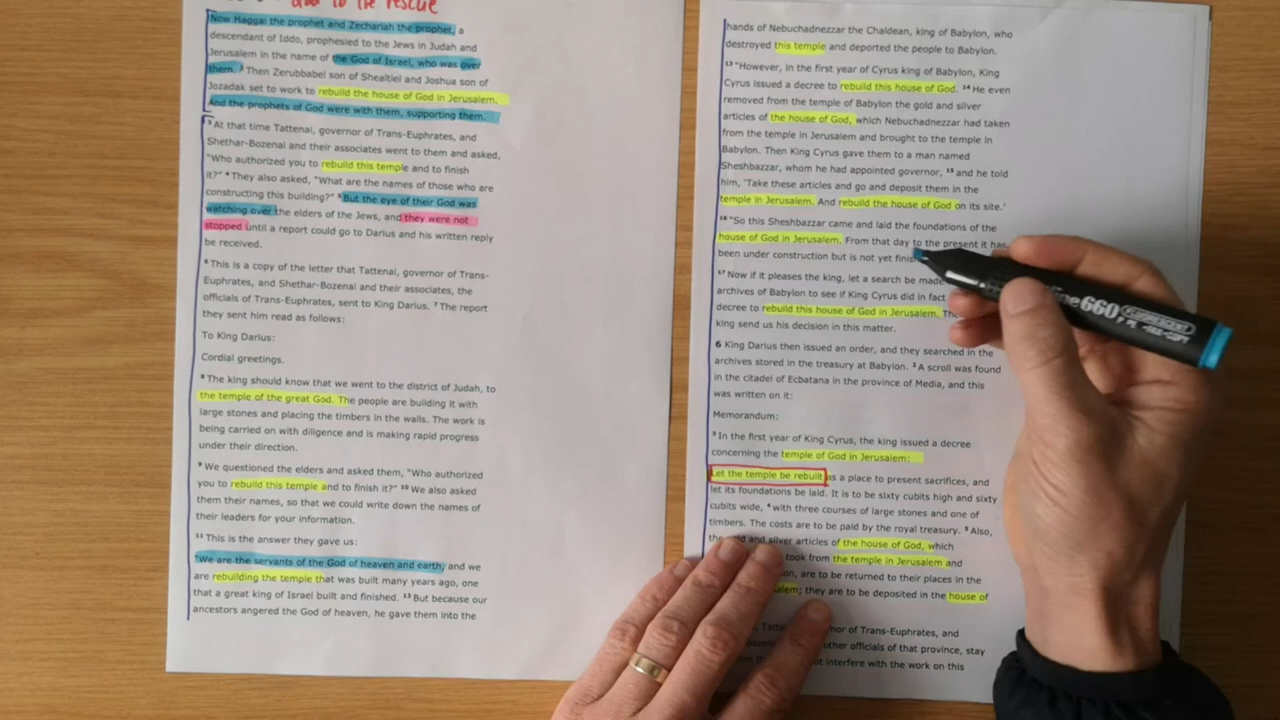 to the rescue
Now Haggai the prophet and Zechariah the prophet, a
descendant of Iddo, prophesied to the Jews in Judah and
Jerusalem in the name of the God of Israel, who was over
them. ² Then Zerubbabel son of Shealtiel and Joshua son of
Jozadak set to work to rebuild the house of God in Jerusalem.
And the prophets of God were with them, supporting them.
³ At that time Tattenai, governor of Trans-Euphrates, and
Shethar-Bozenai and their associates went to them and asked,
"Who authorized you to rebuild this temple and to finish
it?" ⁴ They also asked, "What are the names of those who are
constructing this building?" ⁵ But the eye of their God was
watching over the elders of the Jews, and they were not
stopped until a report could go to Darius and his written reply
be received.
⁶ This is a copy of the letter that Tattenai, governor of Trans-
Euphrates, and Shethar-Bozenai and their associates, the
officials of Trans-Euphrates, sent to King Darius. ⁷ The report
they sent him read as follows:
To King Darius:
Cordial greetings.
⁸ The king should know that we went to the district of Judah, to
the temple of the great God. The people are building it with
large stones and placing the timbers in the walls. The work is
being carried on with diligence and is making rapid progress
under their direction.
⁹ We questioned the elders and asked them, "Who authorized
you to rebuild this temple and to finish it?" ¹⁰ We also asked
them their names, so that we could write down the names of
their leaders for your information.
¹¹ This is the answer they gave us:
"We are the servants of the God of heaven and earth, and we
are rebuilding the temple that was built many years ago, one
that a great king of Israel built and finished. ¹² But because our
ancestors angered the God of heaven, he gave them into the
hands of Nebuchadnezzar the Chaldean, king of Babylon, who
destroyed this temple and deported the people to Babylon.
¹³ "However, in the first year of Cyrus king of Babylon, King
Cyrus issued a decree to rebuild this house of God. ¹⁴ He even
removed from the temple of Babylon the gold and silver
articles of the house of God, which Nebuchadnezzar had taken
from the temple in Jerusalem and brought to the temple in
Babylon. Then King Cyrus gave them to a man named
Sheshbazzar, whom he had appointed governor, ¹⁵ and he told
him, 'Take these articles and go and deposit them in the
temple in Jerusalem. And rebuild the house of God on its site.'
¹⁶ "So this Sheshbazzar came and laid the foundations of the
house of God in Jerusalem. From that day to the present it has
been under construction but is not yet finis
¹⁷ Now if it pleases the king, let a search be made
archives of Babylon to see if King Cyrus did in fact
decree to rebuild this house of God in Jerusalem. The
king send us his decision in this matter.
6 King Darius then issued an order, and they searched in the
archives stored in the treasury at Babylon. ² A scroll was found
in the citadel of Ecbatana in the province of Media, and this
was written on it:
Memorandum:
³ In the first year of King Cyrus, the king issued a decree
concerning the temple of God in Jerusalem:
Let the temple be rebuilt as a place to present sacrifices, and
let its foundations be laid. It is to be sixty cubits high and sixty
cubits wide, ⁴ with three courses of large stones and one of
timbers. The costs are to be paid by the royal treasury. ⁵ Also,
the gold and silver articles of the house of God, which
took from the temple in Jerusalem and
on, are to be returned to their places in the
alem; they are to be deposited in the house of
Tatte nor of Trans-Euphrates, and
other officials of that province, stay
ot interfere with the work on this
660